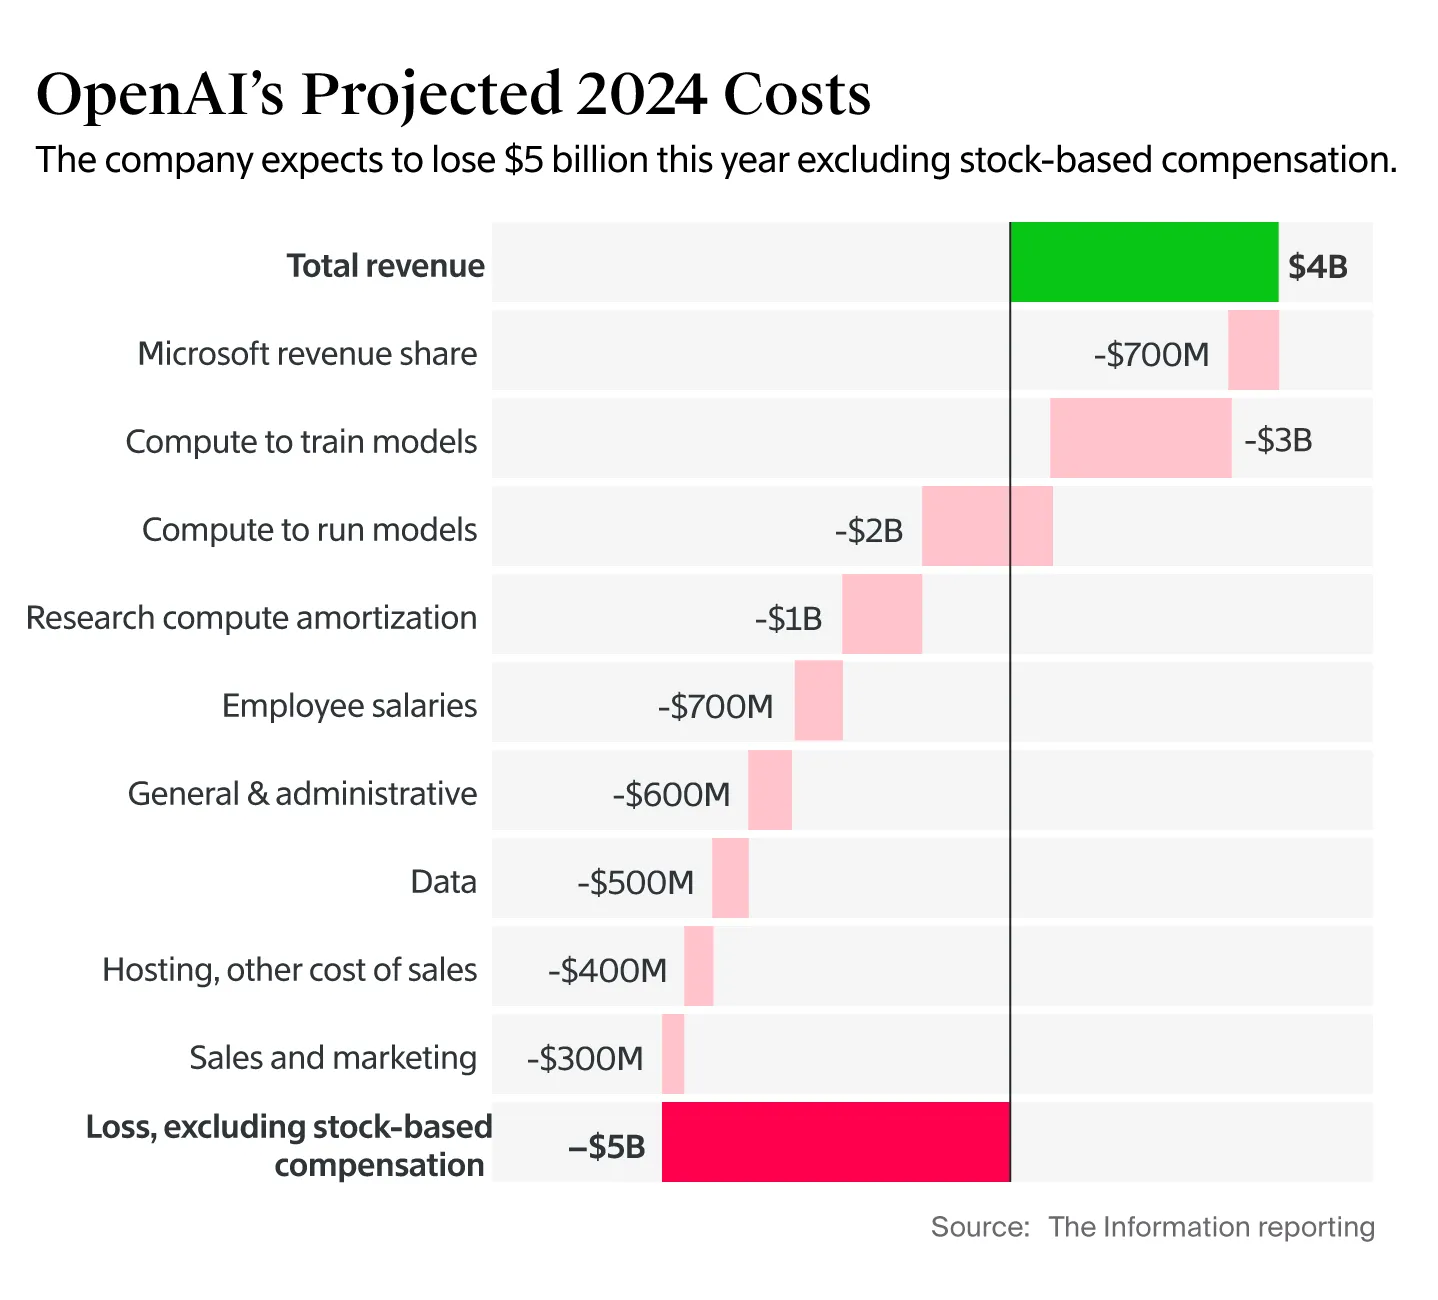 OpenAI’s Projected 2024 Costs
The company expects to lose $5 billion this year excluding stock-based compensation.
Total revenue $4B
Microsoft revenue share -$700M
Compute to train models -$3B
Compute to run models -$2B
Research compute amortization -$1B
Employee salaries -$700M
General & administrative -$600M
Data -$500M
Hosting, other cost of sales -$400M
Sales and marketing -$300M
Loss, excluding stock-based
compensation –$5B
Source: The Information reporting